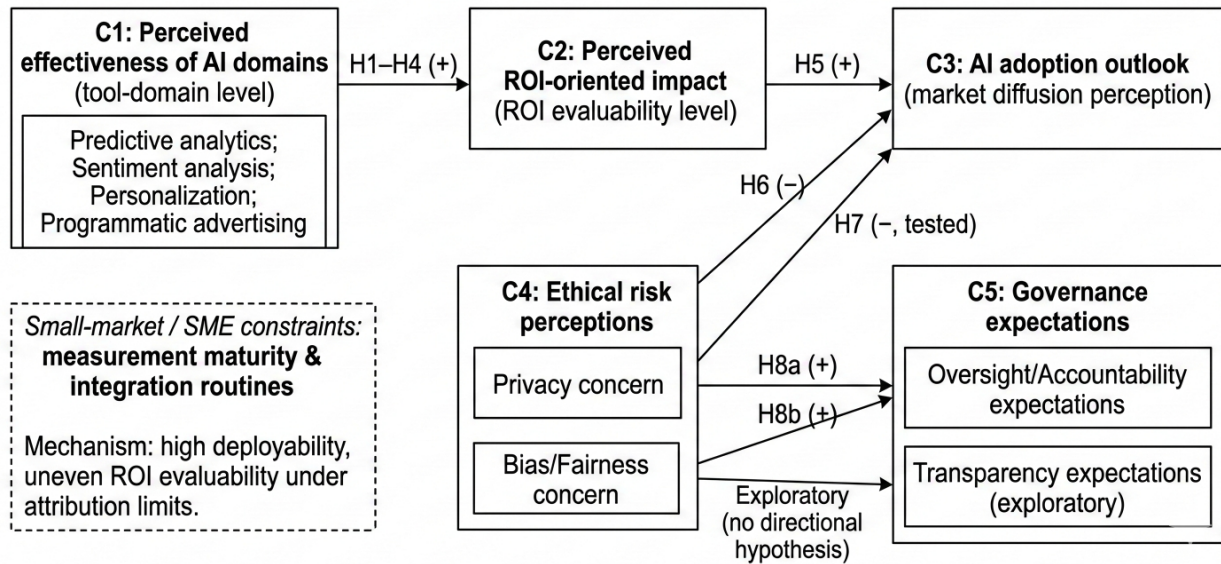 C1: Perceived
effectiveness of AI domains
(tool-domain level)
Predictive analytics;
Sentiment analysis;
Personalization;
Programmatic advertising
H1–H4 (+)
C2: Perceived
ROI-oriented impact
(ROI evaluability level)
H5 (+)
C3: AI adoption outlook
(market diffusion perception)
H6 (−)
H7 (−, tested)
Small-market / SME constraints:
measurement maturity &
integration routines
Mechanism: high deployability,
uneven ROI evaluability under
attribution limits.
C4: Ethical risk
perceptions
Privacy concern
Bias/Fairness
concern
H8a (+)
H8b (+)
Exploratory
(no directional
hypothesis)
C5: Governance
expectations
Oversight/Accountability
expectations
Transparency expectations
(exploratory)